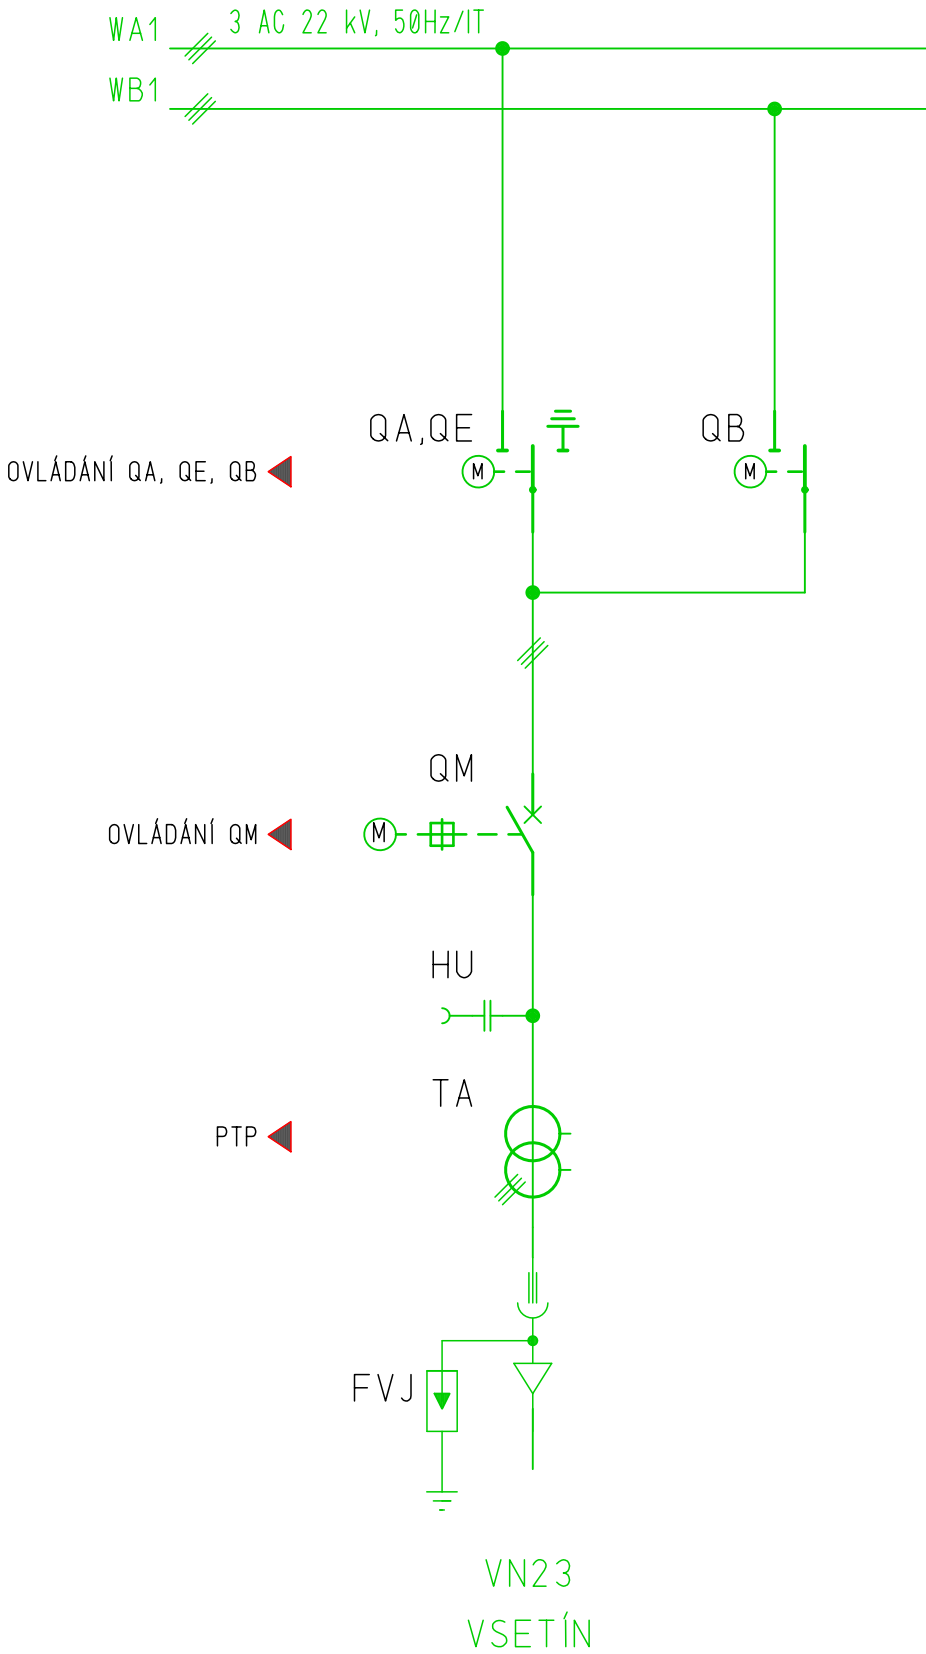 WA1
3 AC 22 kV, 50Hz/IT
WB1
QA,QE
QB
OVLÁDÁNÍ QA, QE, QB
M
M
QM
OVLÁDÁNÍ QM
M
HU
TA
PTP
FVJ
VN23
VSETÍN